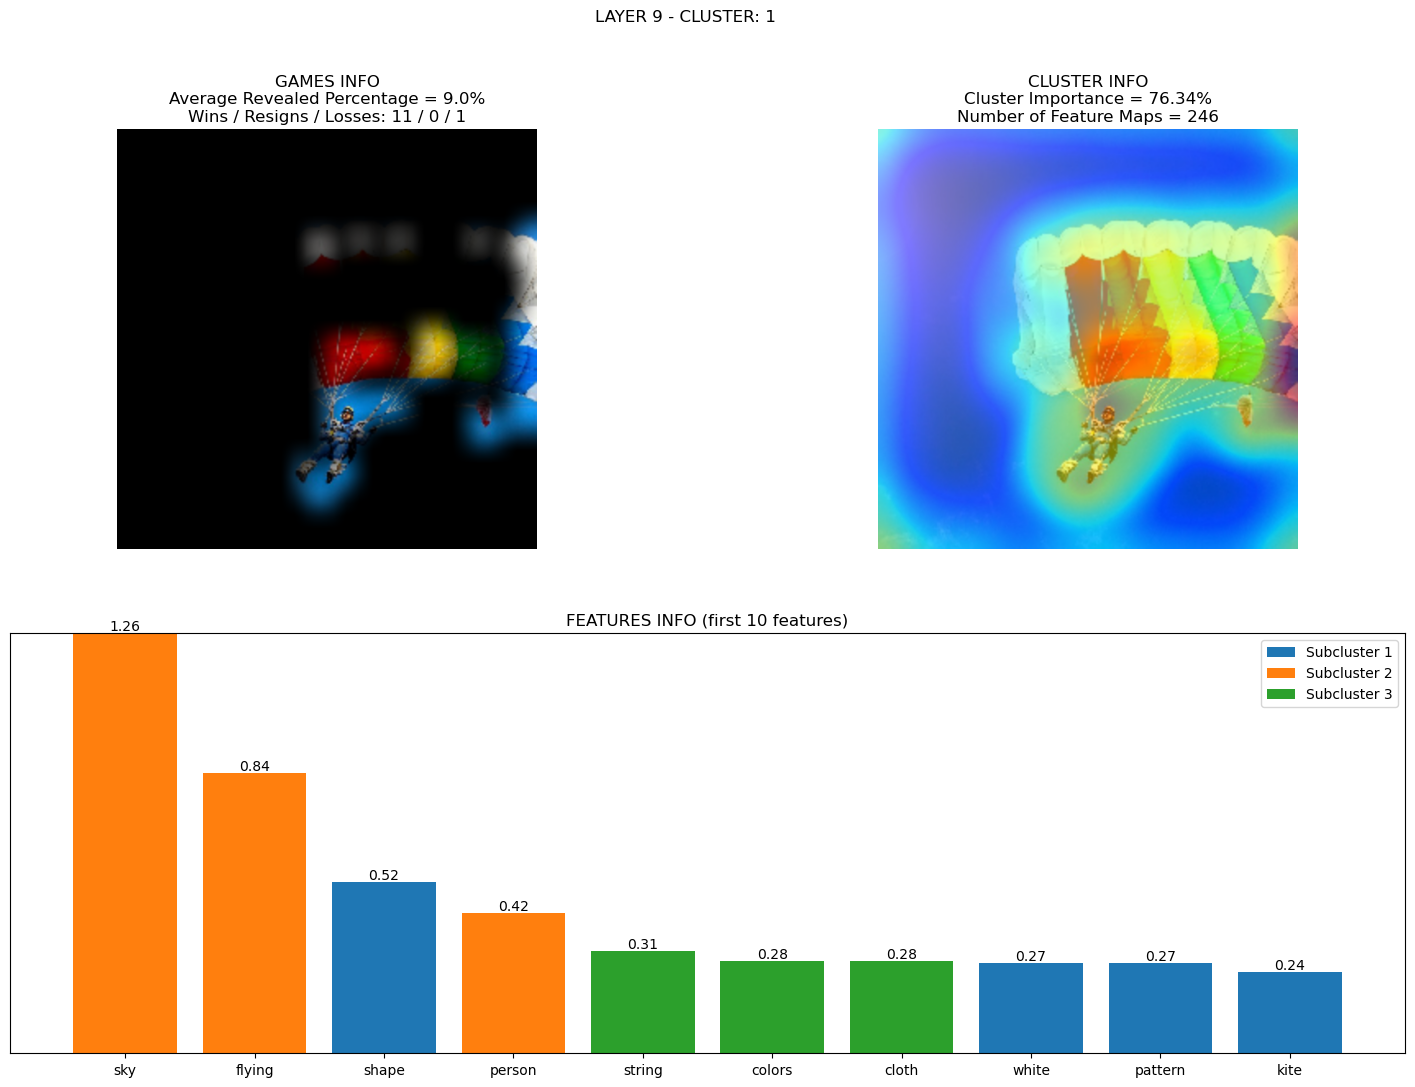 LAYER 9 - CLUSTER: 1
GAMES INFO
Average Revealed Percentage = 9.0%
Wins / Resigns / Losses: 11 / 0 / 1
CLUSTER INFO
Cluster Importance = 76.34%
Number of Feature Maps = 246
FEATURES INFO (first 10 features)
1.26
0.84
0.52
0.42
0.31
0.28
0.28
0.27
0.27
0.24
Subcluster 1
Subcluster 2
Subcluster 3
sky
flying
shape
person
string
colors
cloth
white
pattern
kite